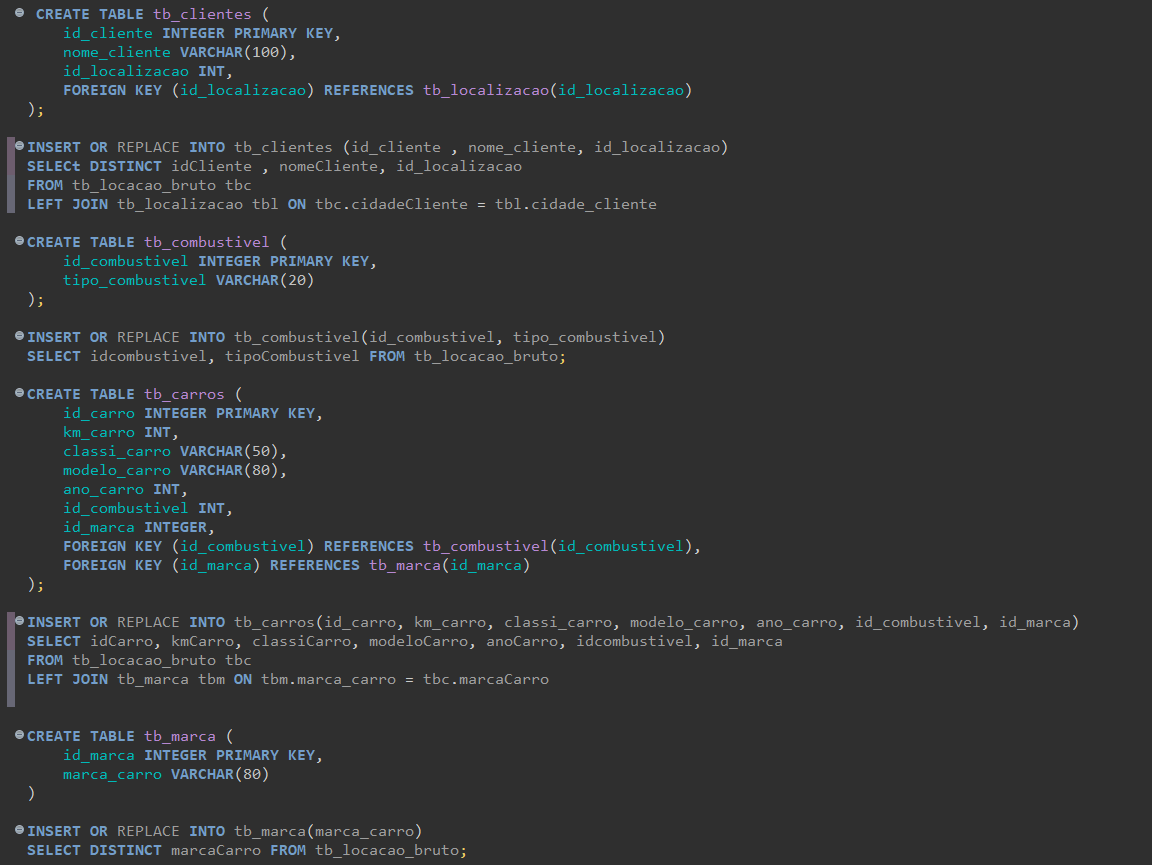 CREATE TABLE tb_clientes (
id_cliente INTEGER PRIMARY KEY,
nome_cliente VARCHAR(100),
id_localizacao INT,
FOREIGN KEY (id_localizacao) REFERENCES tb_localizacao(id_localizacao)
);
INSERT OR REPLACE INTO tb_clientes (id_cliente , nome_cliente, id_localizacao)
SELECt DISTINCT idCliente , nomeCliente, id_localizacao
FROM tb_locacao_bruto tbc
LEFT JOIN tb_localizacao tbl ON tbc.cidadeCliente = tbl.cidade_cliente
CREATE TABLE tb_combustivel (
id_combustivel INTEGER PRIMARY KEY,
tipo_combustivel VARCHAR(20)
);
INSERT OR REPLACE INTO tb_combustivel(id_combustivel, tipo_combustivel)
SELECT idcombustivel, tipoCombustivel FROM tb_locacao_bruto;
CREATE TABLE tb_carros (
id_carro INTEGER PRIMARY KEY,
km_carro INT,
classi_carro VARCHAR(50),
modelo_carro VARCHAR(80),
ano_carro INT,
id_combustivel INT,
id_marca INTEGER,
FOREIGN KEY (id_combustivel) REFERENCES tb_combustivel(id_combustivel),
FOREIGN KEY (id_marca) REFERENCES tb_marca(id_marca)
);
INSERT OR REPLACE INTO tb_carros(id_carro, km_carro, classi_carro, modelo_carro, ano_carro, id_combustivel, id_marca)
SELECT idCarro, kmCarro, classiCarro, modeloCarro, anoCarro, idcombustivel, id_marca
FROM tb_locacao_bruto tbc
LEFT JOIN tb_marca tbm ON tbm.marca_carro = tbc.marcaCarro
CREATE TABLE tb_marca (
id_marca INTEGER PRIMARY KEY,
marca_carro VARCHAR(80)
)
INSERT OR REPLACE INTO tb_marca(marca_carro)
SELECT DISTINCT marcaCarro FROM tb_locacao_bruto;